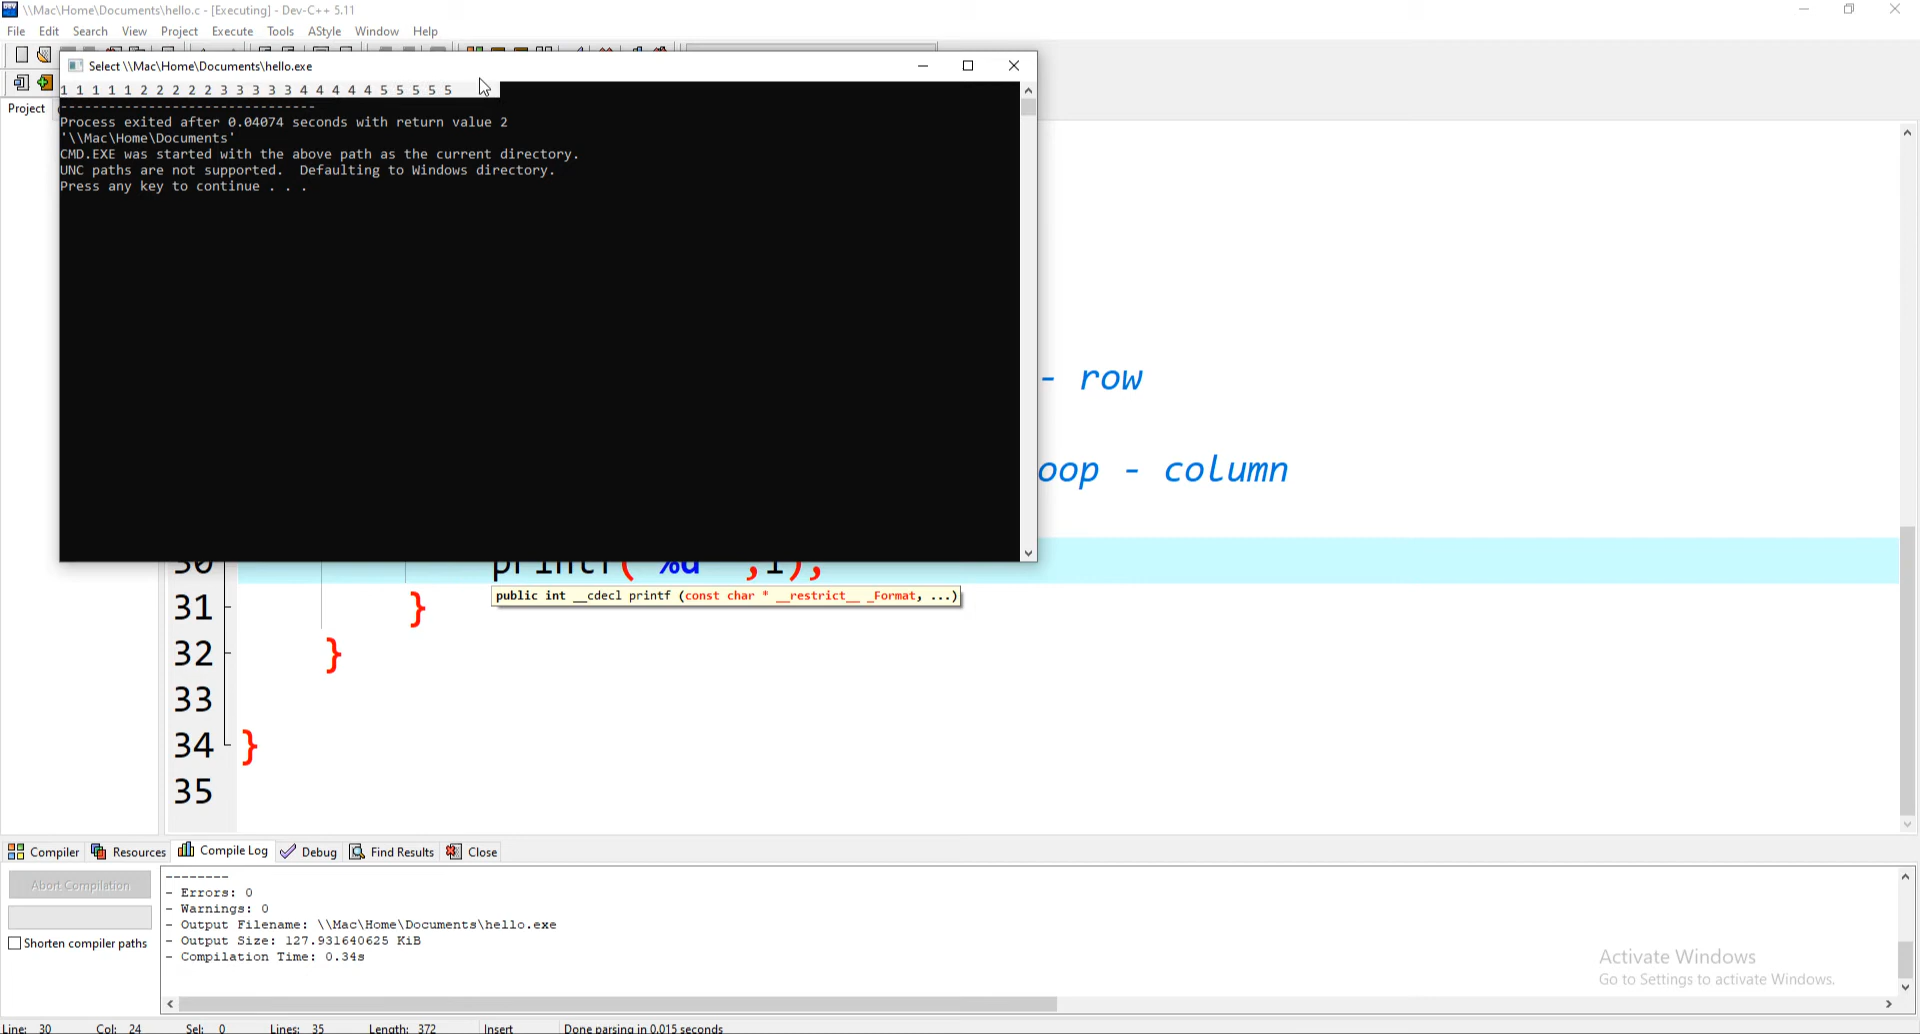 \\Mac\Home\Documents\hello.c - [Executing] - Dev-C++ 5.11
File Edit Search View Project Execute Tools AStyle Window Help
Select \\Mac\Home\Documents\hello.exe
1 1 1 1 1 2 2 2 2 2 3 3 3 3 3 4 4 4 4 4 5 5 5 5 5
Project
--------------------------------
Process exited after 0.04074 seconds with return value 2
'\\Mac\Home\Documents'
CMD.EXE was started with the above path as the current directory.
UNC paths are not supported.  Defaulting to Windows directory.
Press any key to continue . . .
- row
oop - column
30 printf("%d ",i);
public int __cdecl printf (const char * __restrict__ _Format, ...)
31 }
32 }
33
34 }
35
Compiler Resources Compile Log Debug Find Results Close
Abort Compilation
Shorten compiler paths
--------
- Errors: 0
- Warnings: 0
- Output Filename: \\Mac\Home\Documents\hello.exe
- Output Size: 127.931640625 KiB
- Compilation Time: 0.34s
Activate Windows
Go to Settings to activate Windows.
Line: 30 Col: 24 Sel: 0 Lines: 35 Length: 372 Insert Done parsing in 0.015 seconds